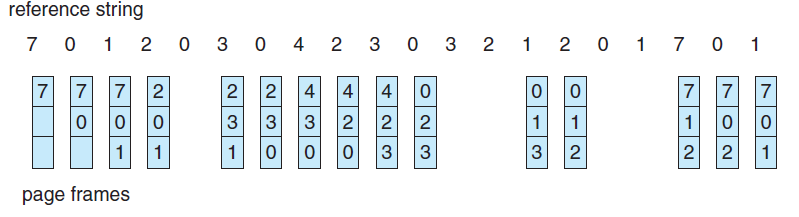 reference string
7 0 1 2 0 3 0 4 2 3 0 3 2 1 2 0 1 7 0 1
7 7 7 2 2 2 4 4 4 0 0 0 7 7 7
0 0 0 3 3 3 2 2 2 1 1 1 0 0
1 1 1 0 0 0 3 3 3 2 2 2 1
page frames